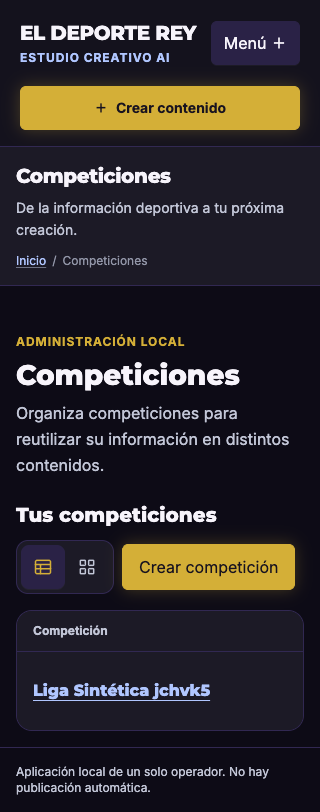 EL DEPORTE REY
ESTUDIO CREATIVO AI
Menú +
+ Crear contenido
Competiciones
De la información deportiva a tu próxima
creación.
Inicio / Competiciones
ADMINISTRACIÓN LOCAL
Competiciones
Organiza competiciones para
reutilizar su información en distintos
contenidos.
Tus competiciones
Crear competición
Competición
Liga Sintética jchvk5
Aplicación local de un solo operador. No hay
publicación automática.